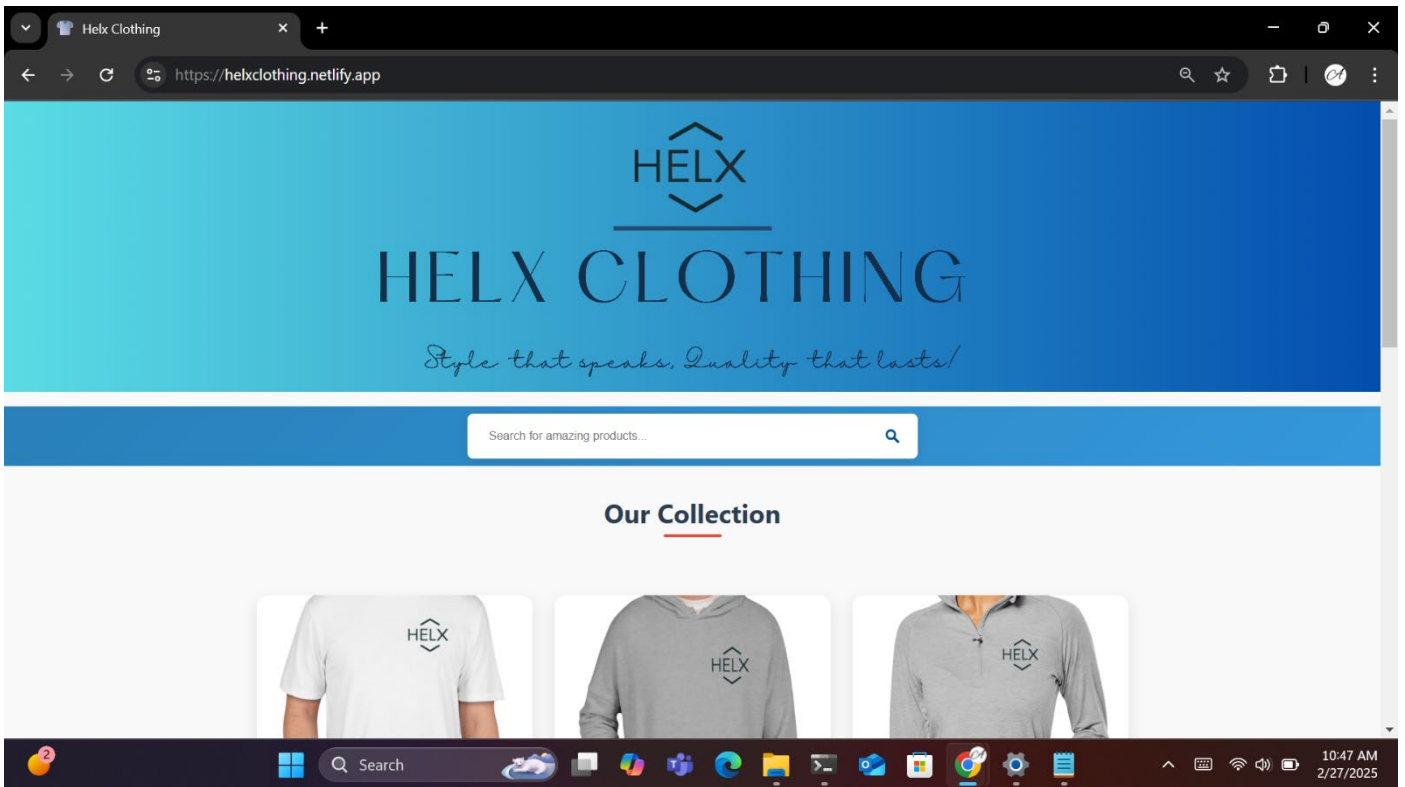 Helx Clothing
https://helxclothing.netlify.app
HELX
HELX CLOTHING
Style that speaks, Quality that lasts!
Search for amazing products...
Our Collection
HELX
HELX
HELX
2
Search
10:47 AM
2/27/2025